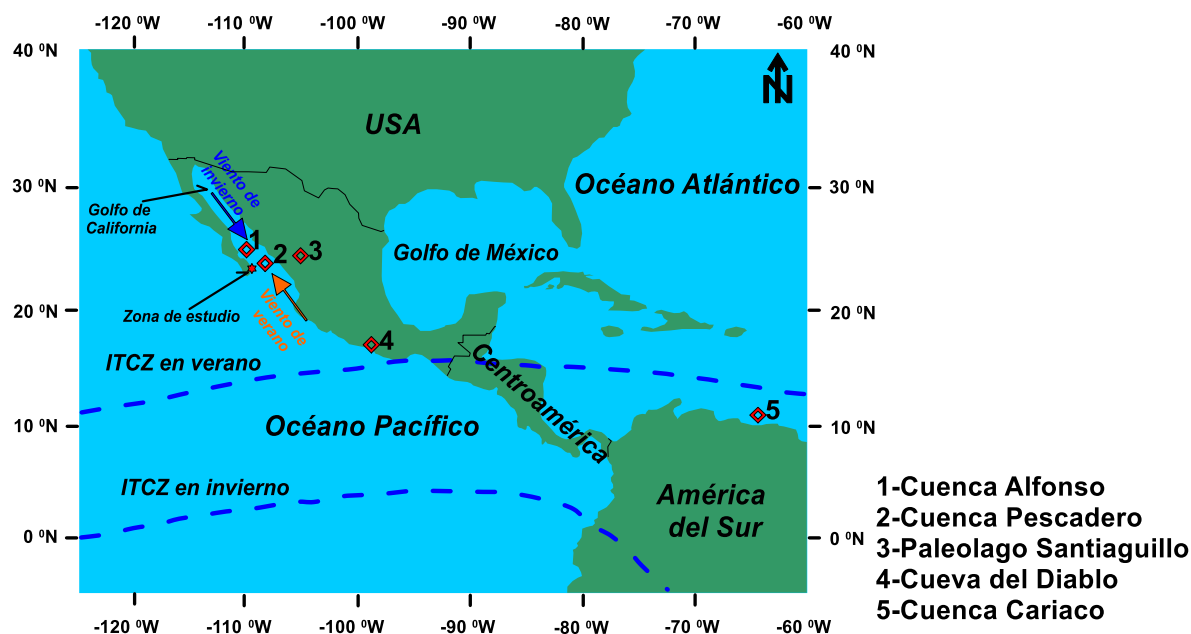 -120 ⁰W -110 ⁰W -100 ⁰W -90 ⁰W -80 ⁰W -70 ⁰W -60 ⁰W
40 ⁰N 40 ⁰N
N
USA
Viento de
invierno
30 ⁰N Océano Atlántico 30 ⁰N
Golfo de
California
1
2
3
Golfo de México
Zona de estudio
Viento de
verano
20 ⁰N 20 ⁰N
4
ITCZ en verano
Centroamérica
5
10 ⁰N Océano Pacífico 10 ⁰N
ITCZ en invierno
América
del Sur
0 ⁰N 0 ⁰N
-120 ⁰W -110 ⁰W -100 ⁰W -90 ⁰W -80 ⁰W -70 ⁰W -60 ⁰W
1-Cuenca Alfonso
2-Cuenca Pescadero
3-Paleolago Santiaguillo
4-Cueva del Diablo
5-Cuenca Cariaco